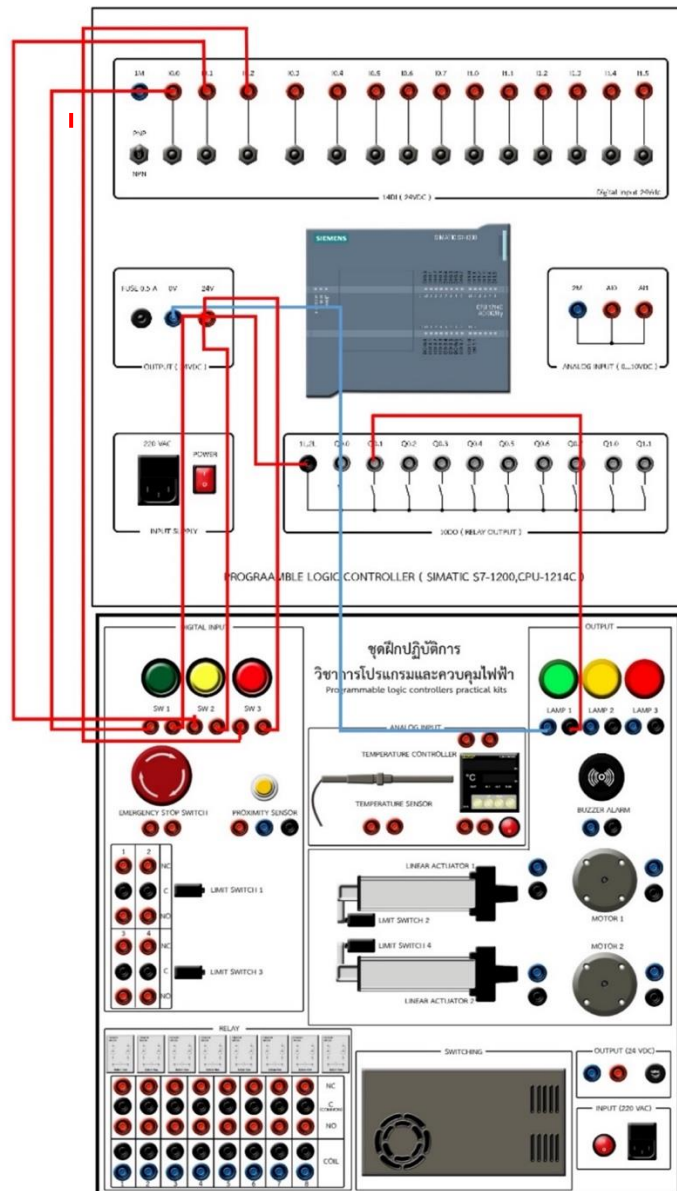 1M I0.0 I0.1 I0.2 I0.3 I0.4 I0.5 I0.6 I0.7 I1.0 I1.1 I1.2 I1.3 I1.4 I1.5
I
PNP
NPN
14DI ( 24VDC )
Digital Input 24Vdc
SIEMENS
SIMATIC S7-1200
FUSE 0.5 A 0V 24V
2M AI0 AI1
OUTPUT ( 24VDC )
ANALOG INPUT ( 0...10VDC )
220 VAC
POWER
1L,2L Q0.0 Q0.1 Q0.2 Q0.3 Q0.4 Q0.5 Q0.6 Q0.7 Q1.0 Q1.1
INPUT SUPPLY
10DO ( RELAY OUTPUT )
PROGRAAMBLE LOGIC CONTROLLER ( SIMATIC S7-1200,CPU-1214C )
DIGITAL INPUT
OUTPUT
ชุดฝึกปฏิบัติการ
วิชาการโปรแกรมและควบคุมไฟฟ้า
Programmable logic controllers practical kits
SW 1 SW 2 SW 3
LAMP 1 LAMP 2 LAMP 3
ANALOG INPUT
TEMPERATURE CONTROLLER
°C
TEMPERATURE SENSOR
EMERGENCY STOP SWITCH
PROXIMITY SENSOR
BUZZER ALARM
1 2
NC
C
NO
LIMIT SWITCH 1
3 4
NC
C
NO
LIMIT SWITCH 3
LINEAR ACTUATOR 1
LIMIT SWITCH 2
LIMIT SWITCH 4
LINEAR ACTUATOR 2
MOTOR 1
MOTOR 2
RELAY
NC
C
(COMMON)
NO
COIL
1 2 3 4 5 6 7 8
SWITCHING
OUTPUT (24 VDC)
INPUT (220 VAC)